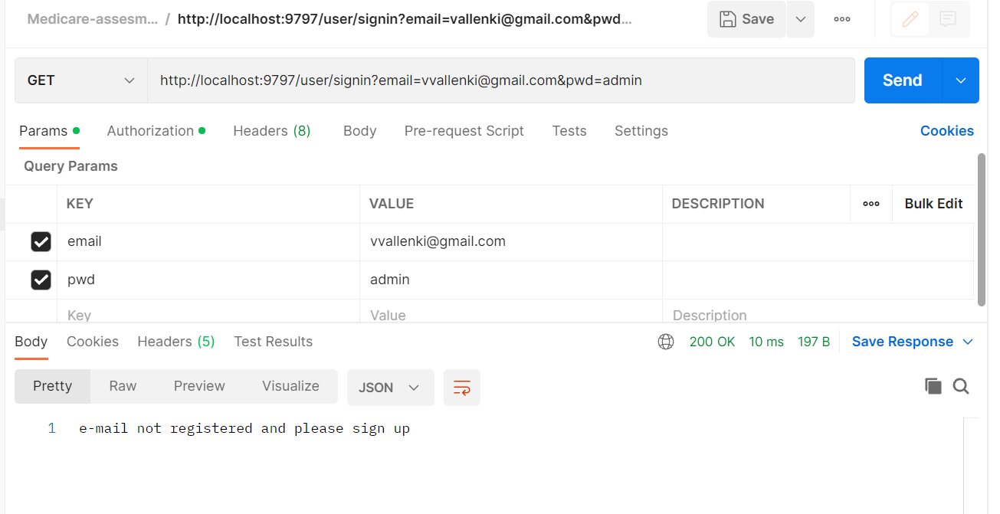 Medicare-assesm... / http://localhost:9797/user/signin?email=vallenki@gmail.com&pwd... Save
GET http://localhost:9797/user/signin?email=vvallenki@gmail.com&pwd=admin Send
Params Authorization Headers (8) Body Pre-request Script Tests Settings Cookies
Query Params
KEY VALUE DESCRIPTION Bulk Edit
email vvallenki@gmail.com
pwd admin
Key Value Description
Body Cookies Headers (5) Test Results 200 OK 10 ms 197 B Save Response
Pretty Raw Preview Visualize JSON
1 e-mail not registered and please sign up